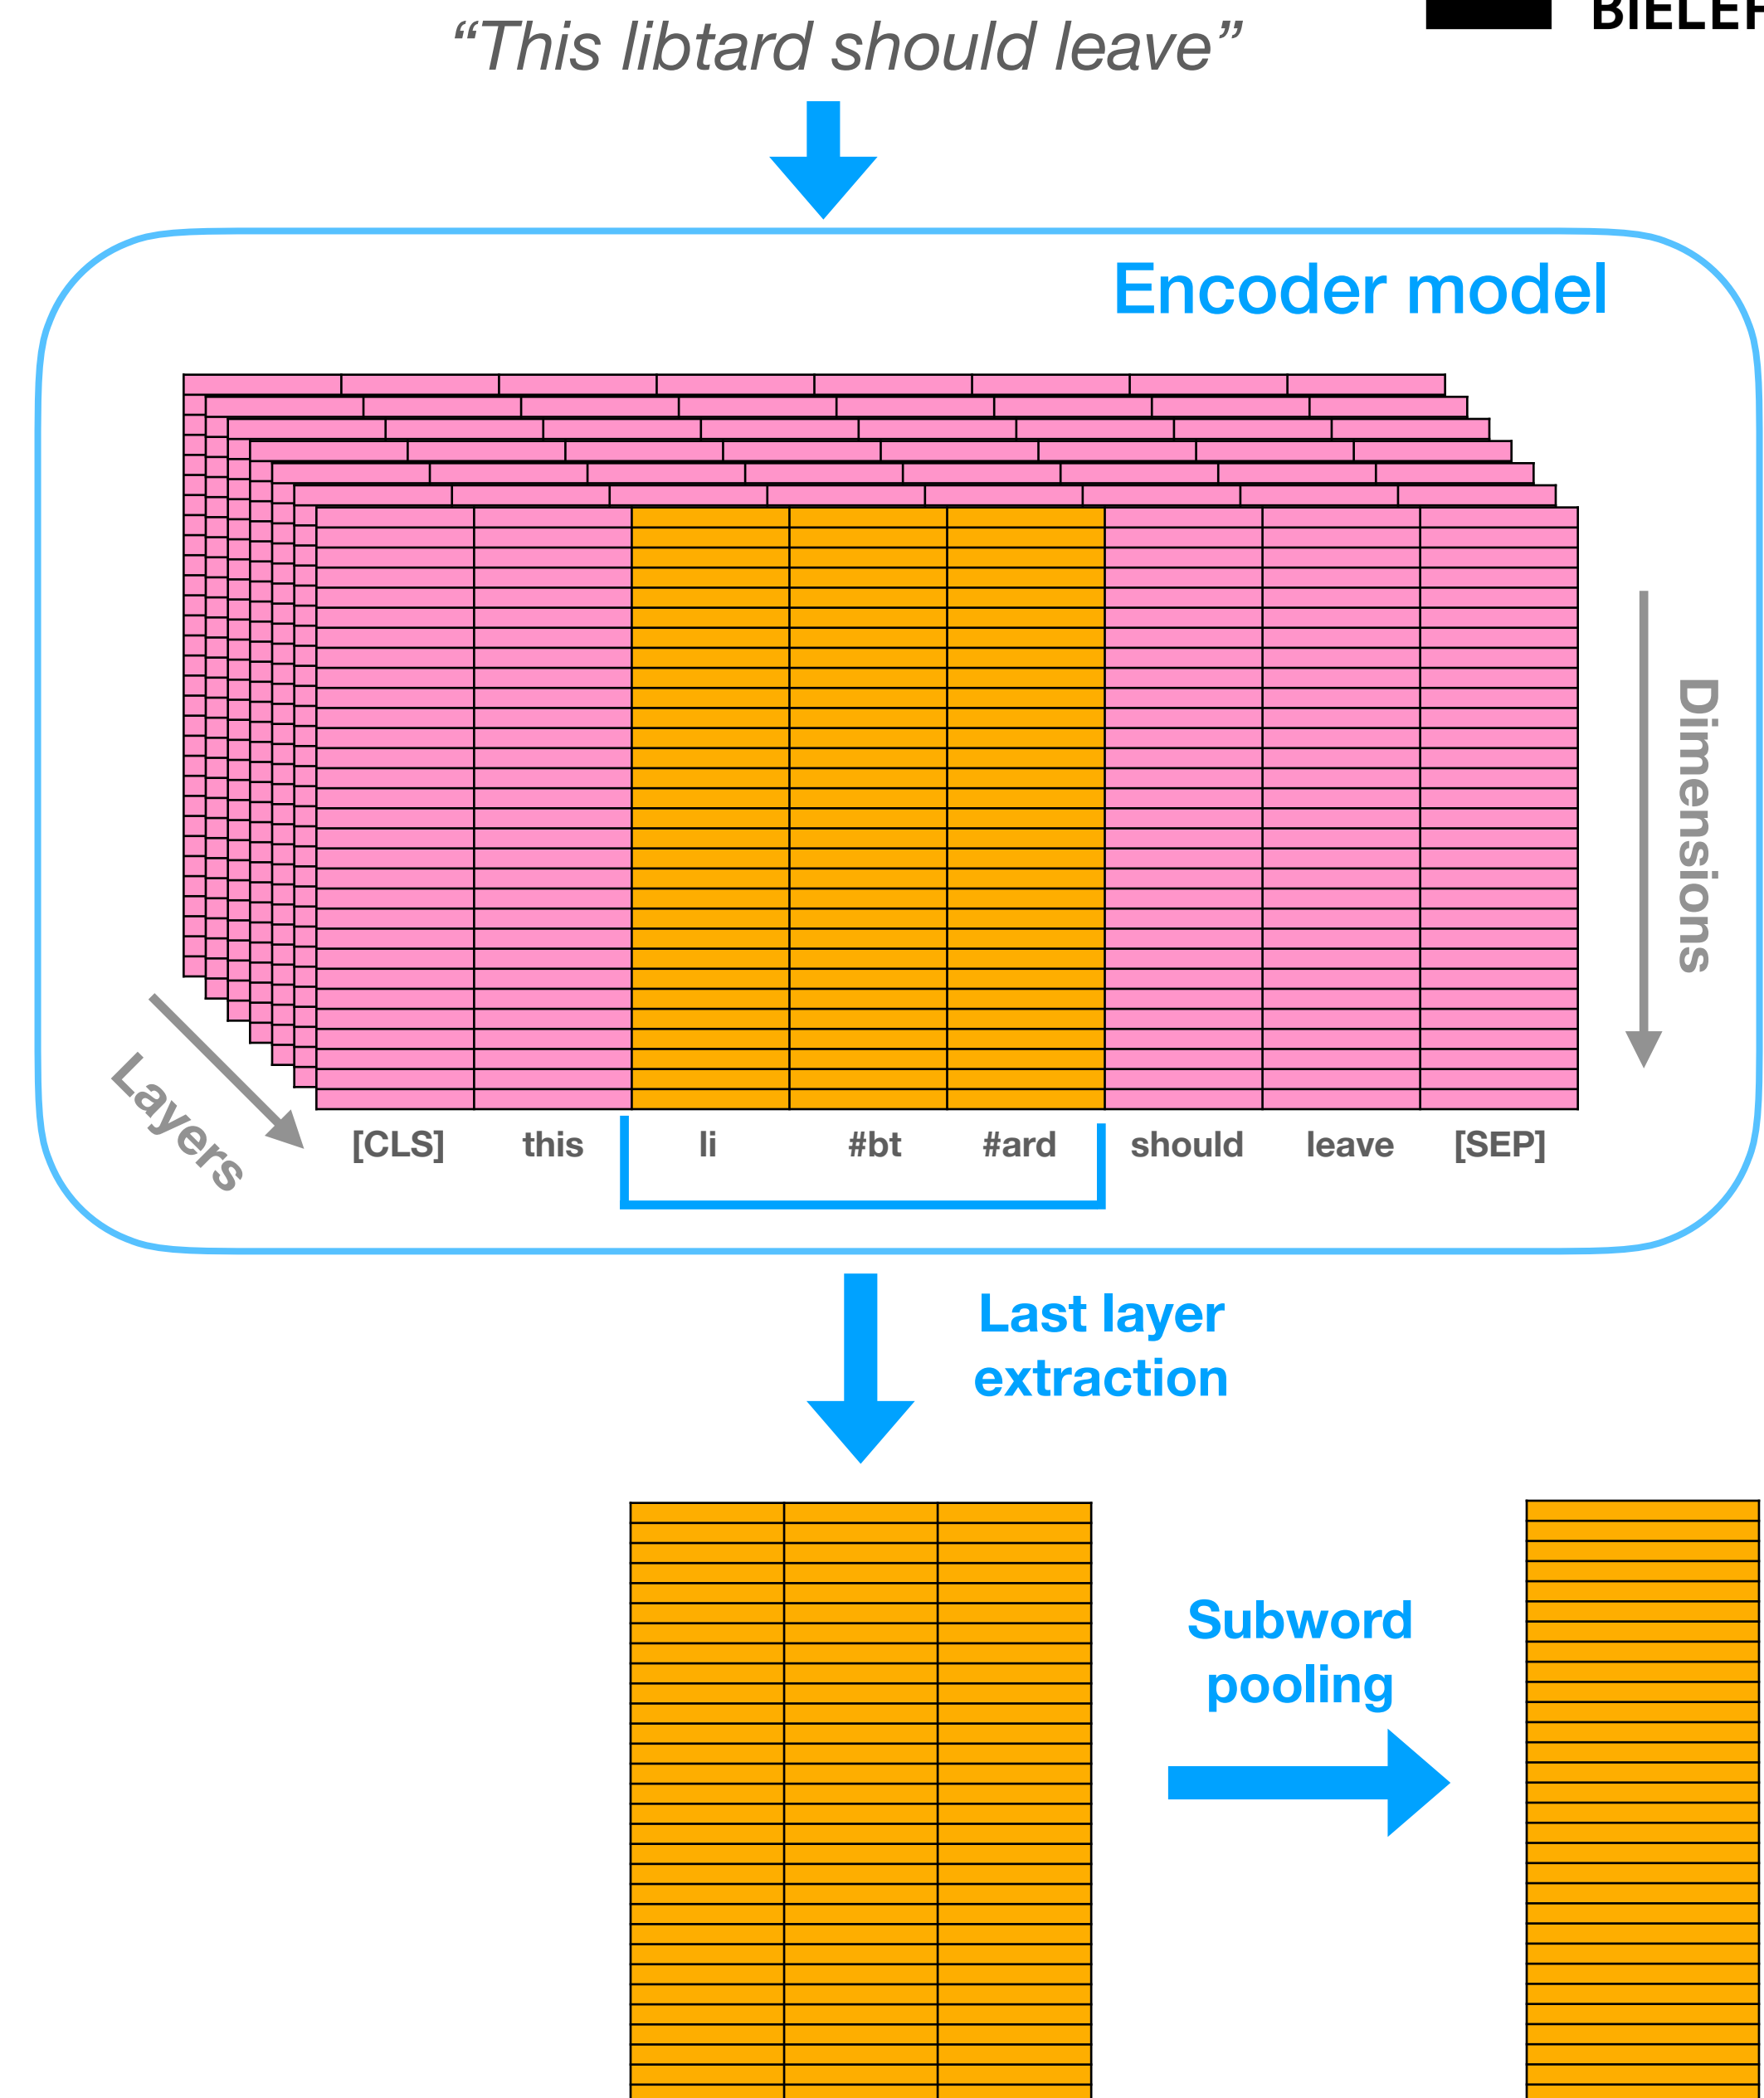 “This libtard should leave”
Encoder model
Dimensions
Layers
[CLS] this li #bt #ard should leave [SEP]
Last layer
extraction
Subword
pooling